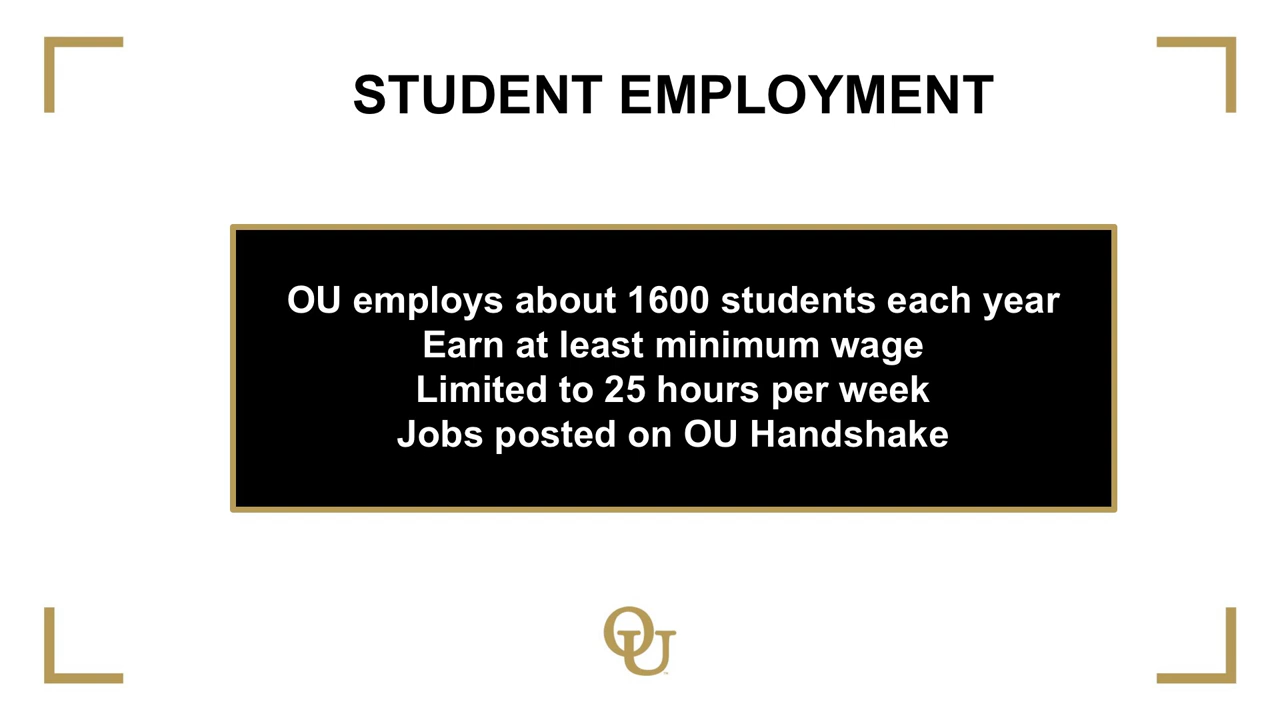 STUDENT EMPLOYMENT
OU employs about 1600 students each year
Earn at least minimum wage
Limited to 25 hours per week
Jobs posted on OU Handshake
OU